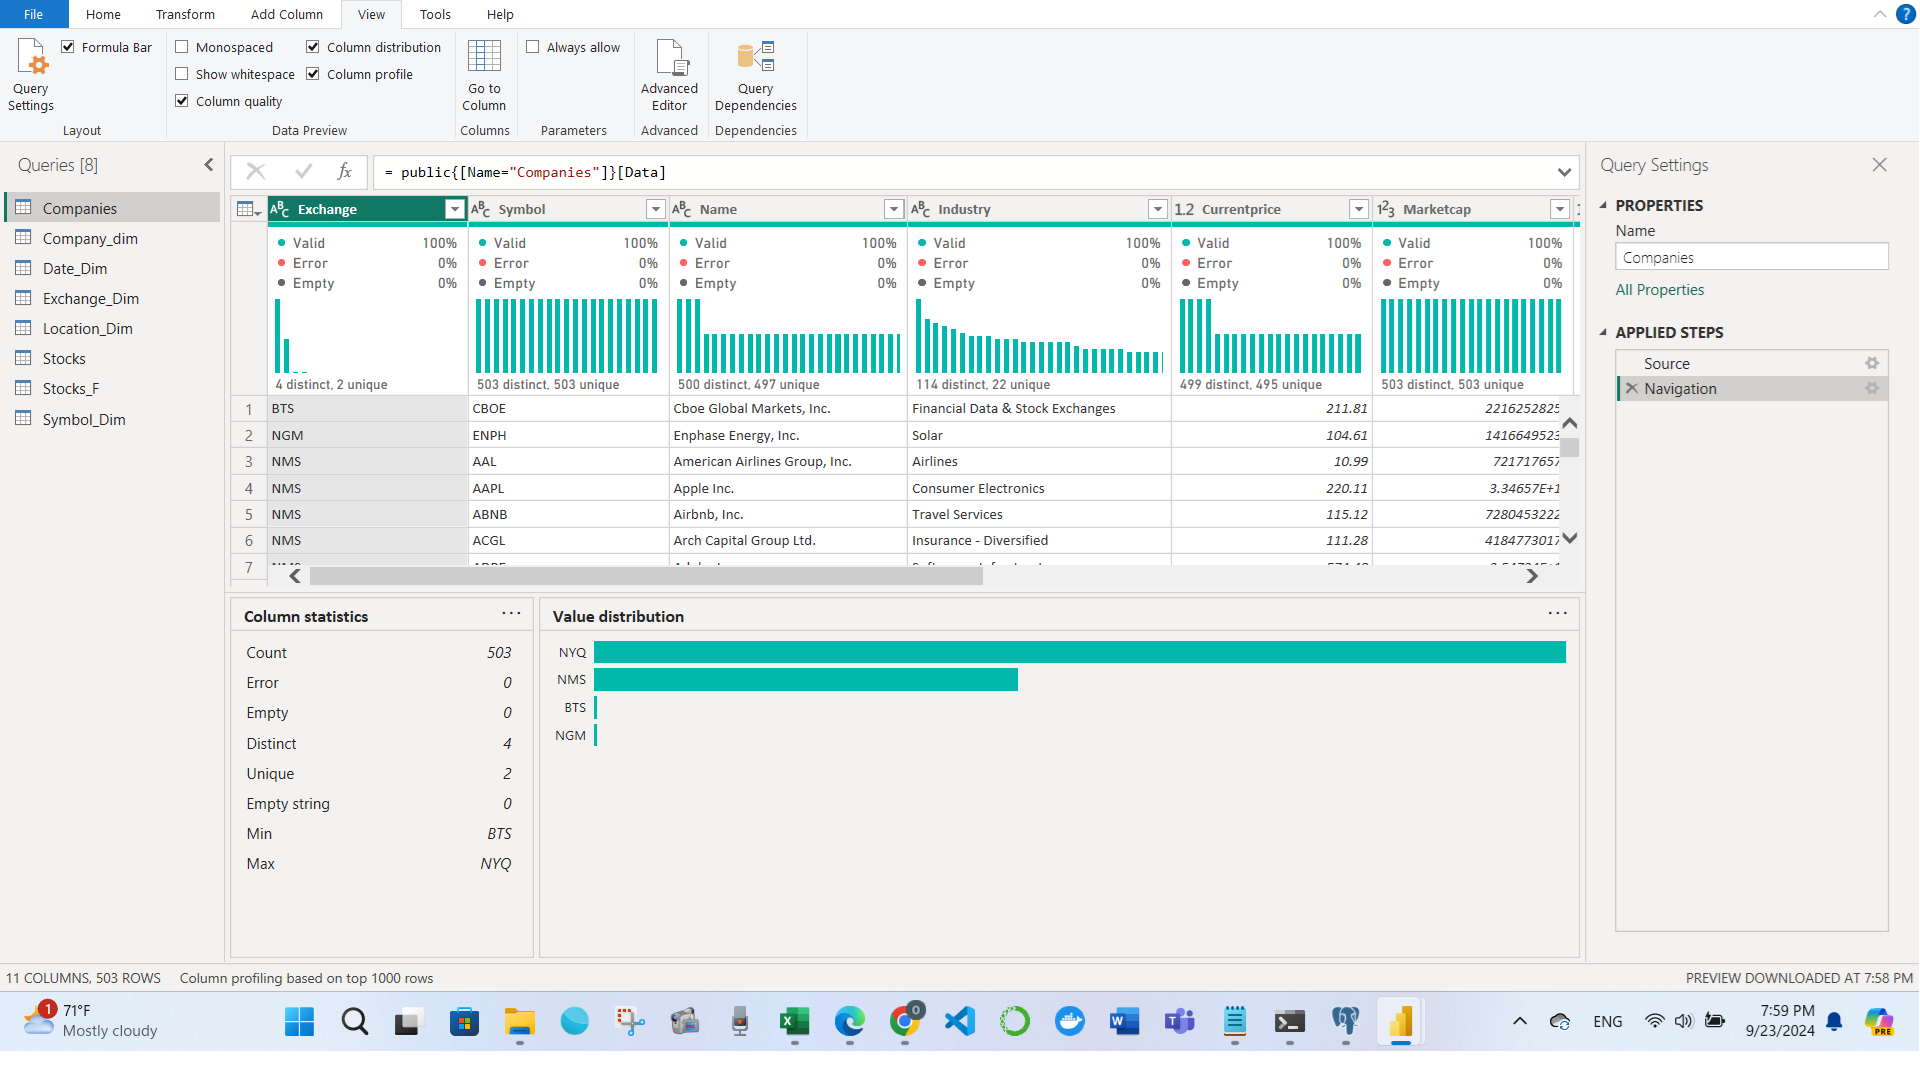 File Home Transform Add Column View Tools Help ?
Formula Bar Monospaced Column distribution Always allow
Show whitespace Column profile
Query Settings Column quality Go to Column Advanced Editor Query Dependencies
Layout Data Preview Columns Parameters Advanced Dependencies
Queries [8]
Companies
Company_dim
Date_Dim
Exchange_Dim
Location_Dim
Stocks
Stocks_F
Symbol_Dim
fx = public{[Name="Companies"]}[Data]
ABC Exchange ABC Symbol ABC Name ABC Industry 1.2 Currentprice 123 Marketcap
Valid 100% Valid 100% Valid 100% Valid 100% Valid 100% Valid 100%
Error 0% Error 0% Error 0% Error 0% Error 0% Error 0%
Empty 0% Empty 0% Empty 0% Empty 0% Empty 0% Empty 0%
4 distinct, 2 unique 503 distinct, 503 unique 500 distinct, 497 unique 114 distinct, 22 unique 499 distinct, 495 unique 503 distinct, 503 unique
1 BTS CBOE Cboe Global Markets, Inc. Financial Data & Stock Exchanges 211.81 2216252825
2 NGM ENPH Enphase Energy, Inc. Solar 104.61 1416649523
3 NMS AAL American Airlines Group, Inc. Airlines 10.99 721717657
4 NMS AAPL Apple Inc. Consumer Electronics 220.11 3.34657E+1
5 NMS ABNB Airbnb, Inc. Travel Services 115.12 7280453222
6 NMS ACGL Arch Capital Group Ltd. Insurance - Diversified 111.28 4184773017
7
Column statistics
Count 503
Error 0
Empty 0
Distinct 4
Unique 2
Empty string 0
Min BTS
Max NYQ
Value distribution
NYQ
NMS
BTS
NGM
Query Settings
PROPERTIES
Name
Companies
All Properties
APPLIED STEPS
Source
Navigation
11 COLUMNS, 503 ROWS Column profiling based on top 1000 rows PREVIEW DOWNLOADED AT 7:58 PM
1 71°F
Mostly cloudy
0
W
T
ENG
7:59 PM
9/23/2024
PRE